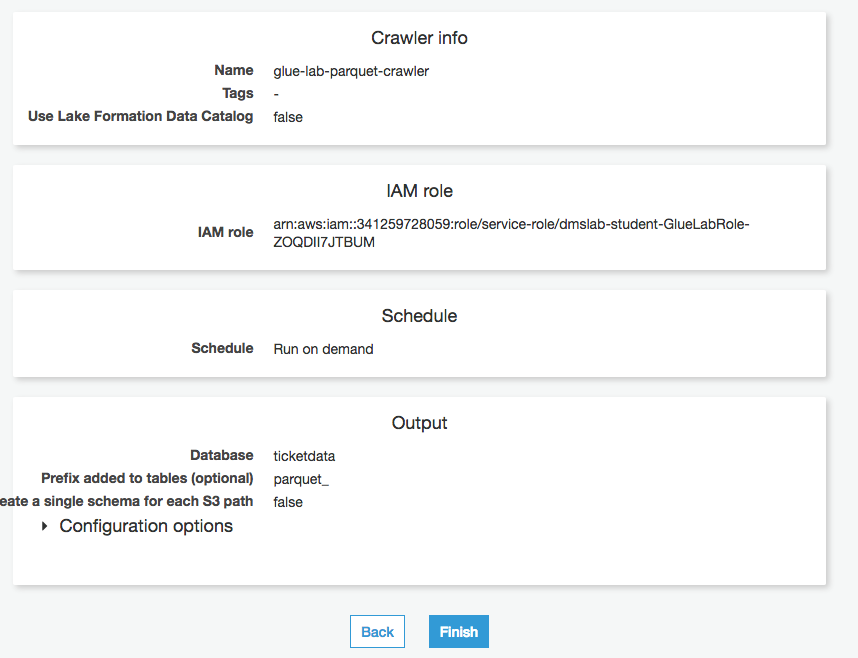 Crawler info
Name glue-lab-parquet-crawler
Tags -
Use Lake Formation Data Catalog false
IAM role
IAM role arn:aws:iam::341259728059:role/service-role/dmslab-student-GlueLabRole-
ZOQDII7JTBUM
Schedule
Schedule Run on demand
Output
Database ticketdata
Prefix added to tables (optional) parquet_
eate a single schema for each S3 path false
Configuration options
Back Finish